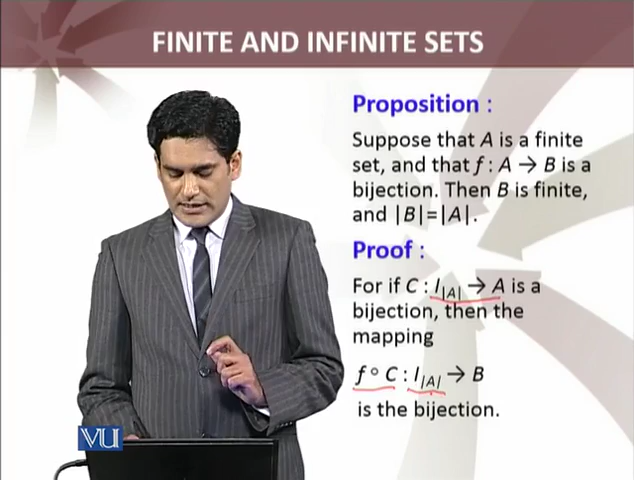 FINITE AND INFINITE SETS
Proposition :
Suppose that A is a finite
set, and that f : A → B is a
bijection. Then B is finite,
and |B|=|A|.
Proof :
For if C : I|A| → A is a
bijection, then the
mapping
f ∘ C : I|A| → B
is the bijection.
VU